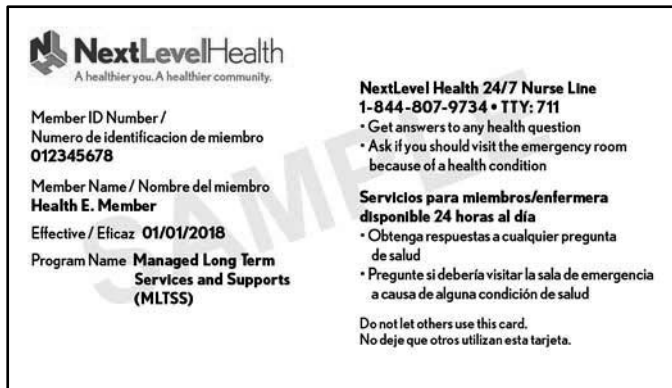 NextLevelHealth
A healthier you. A healthier community.
Member ID Number /
Numero de identificacion de miembro
012345678
Member Name / Nombre del miembro
Health E. Member
Effective / Eficaz 01/01/2018
Program Name Managed Long Term
Services and Supports
(MLTSS)
NextLevel Health 24/7 Nurse Line
1-844-807-9734 • TTY: 711
• Get answers to any health question
• Ask if you should visit the emergency room
because of a health condition
Servicios para miembros/enfermera
disponible 24 horas al día
• Obtenga respuestas a cualquier pregunta
de salud
• Pregunte si debería visitar la sala de emergencia
a causa de alguna condición de salud
Do not let others use this card.
No deje que otros utilizan esta tarjeta.
SAMPLE